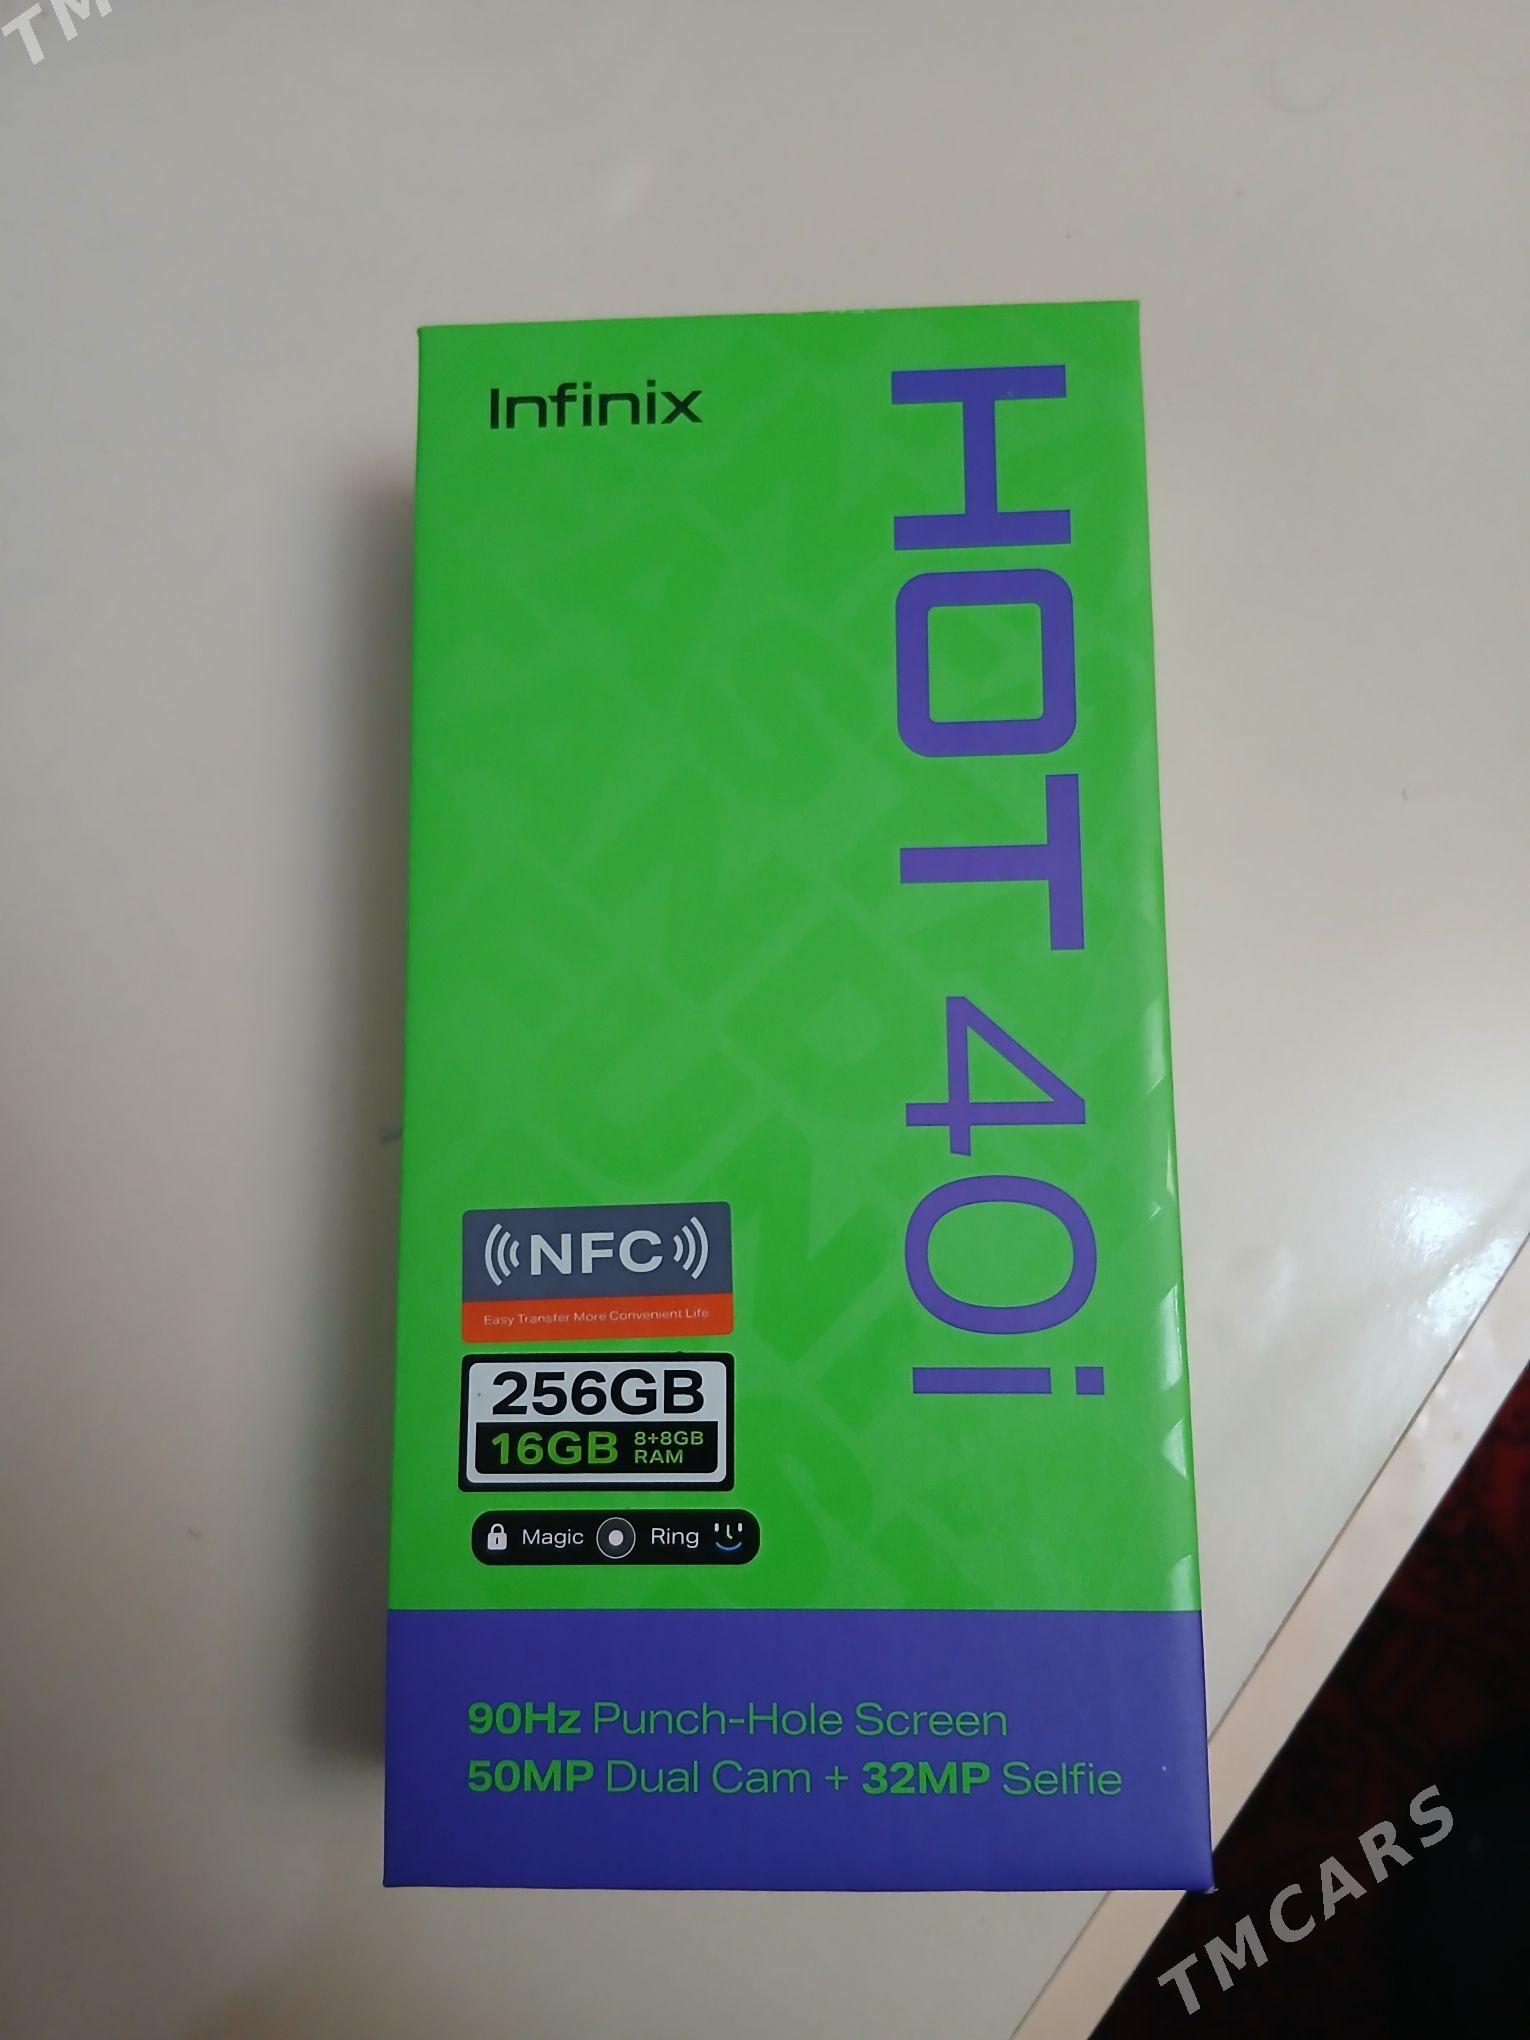 TM
Infinix
HOT 40i
NFC
Easy Transfer More Convenient Life
256GB
16GB 8+8GB RAM
Magic Ring
90Hz Punch-Hole Screen
50MP Dual Cam + 32MP Selfie
TMCARS